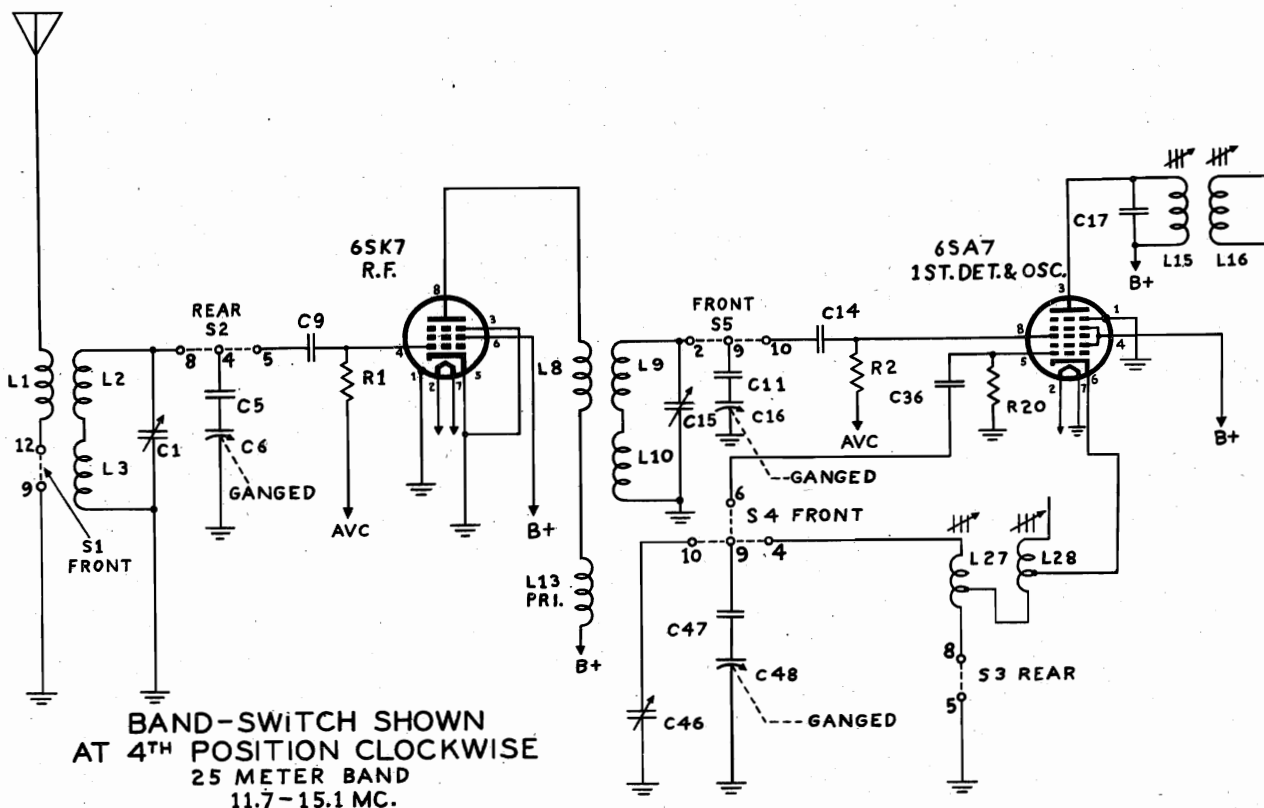 6SK7
R.F.
6SA7
1ST. DET. & OSC.
C17
L15
L16
B+
8
3
6
5
4
1
2
7
3
1
8
4
5
2
7
6
REAR
S2
8
4
5
C9
FRONT
S5
2
9
10
C14
L1
L2
L3
C1
C5
C6
R1
L8
L9
L10
C15
C11
C16
R2
C36
R20
B+
12
9
GANGED
AVC
B+
AVC
GANGED
S1
FRONT
6
S4 FRONT
10
9
4
L27
L28
L13
PRI.
B+
C47
C48
C46
GANGED
8
S3 REAR
5
BAND-SWITCH SHOWN
AT 4TH POSITION CLOCKWISE
25 METER BAND
11.7-15.1 MC.